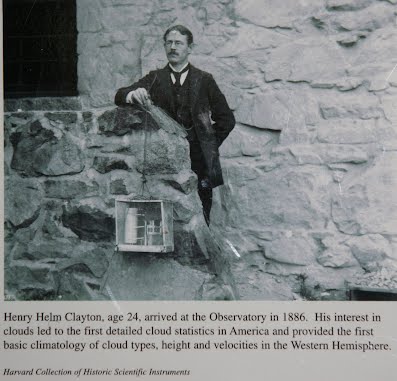 Henry Helm Clayton, age 24, arrived at the Observatory in 1886.  His interest in
clouds led to the first detailed cloud statistics in America and provided the first
basic climatology of cloud types, height and velocities in the Western Hemisphere.
Harvard Collection of Historic Scientific Instruments